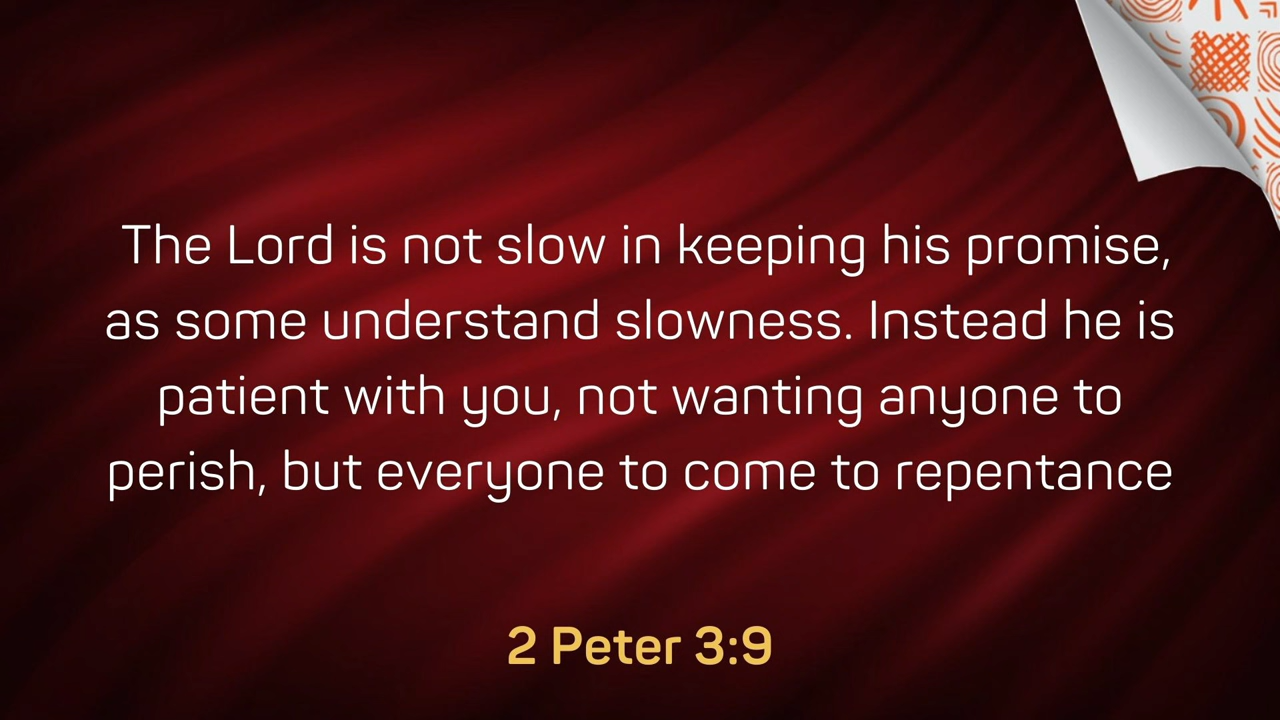 The Lord is not slow in keeping his promise,
as some understand slowness. Instead he is
patient with you, not wanting anyone to
perish, but everyone to come to repentance
2 Peter 3:9